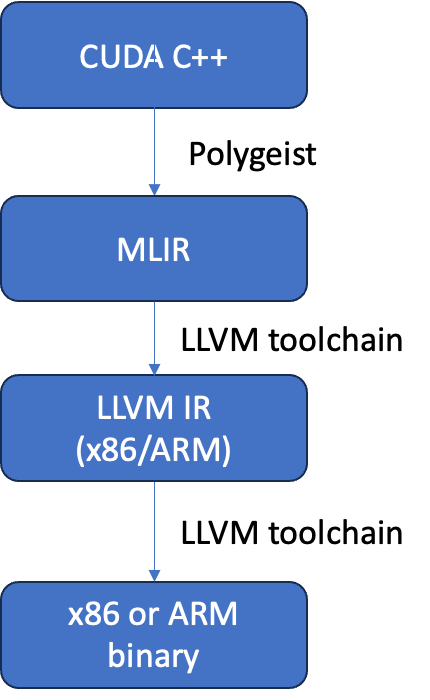 CUDA C++
Polygeist
MLIR
LLVM toolchain
LLVM IR
(x86/ARM)
LLVM toolchain
x86 or ARM
binary